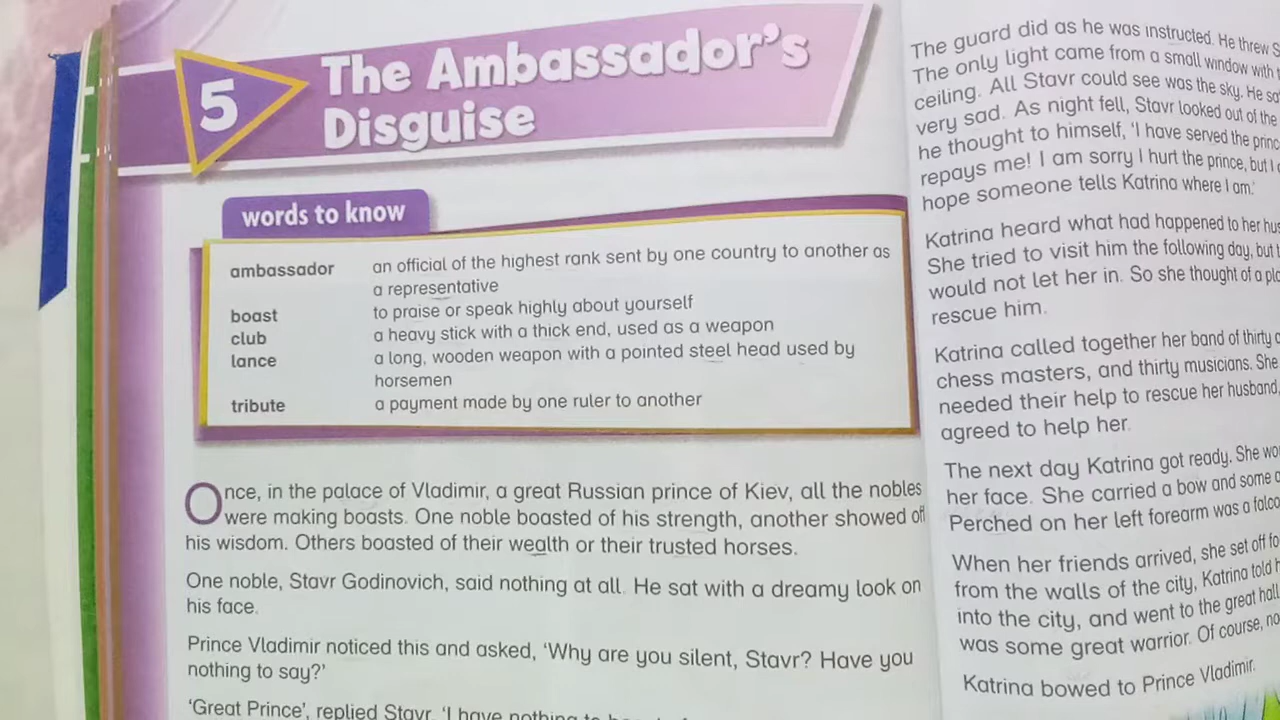 5
The Ambassador's
Disguise
words to know
ambassador an official of the highest rank sent by one country to another as
a representative
boast to praise or speak highly about yourself
club a heavy stick with a thick end, used as a weapon
lance a long, wooden weapon with a pointed steel head used by
horsemen
tribute a payment made by one ruler to another
Once, in the palace of Vladimir, a great Russian prince of Kiev, all the nobles
were making boasts. One noble boasted of his strength, another showed off
his wisdom. Others boasted of their wealth or their trusted horses.
One noble, Stavr Godinovich, said nothing at all. He sat with a dreamy look on
his face.
Prince Vladimir noticed this and asked, 'Why are you silent, Stavr? Have you
nothing to say?'
'Great Prince', replied Stavr, 'I have nothing to
The guard did as he was instructed. He threw
The only light came from a small window with
ceiling. All Stavr could see was the sky. He
very sad. As night fell, Stavr looked out of the
he thought to himself, 'I have served the
repays me! I am sorry I hurt the prince, but I
hope someone tells Katrina where I am.'
Katrina heard what had happened to her
She tried to visit him the following day, but
would not let her in. So she thought of a
rescue him.
Katrina called together her band of thirty
chess masters, and thirty musicians. She
needed their help to rescue her husband,
agreed to help her.
The next day Katrina got ready. She
her face. She carried a bow and some
Perched on her left forearm was a
When her friends arrived, she set off
from the walls of the city, Katrina told
into the city, and went to the great hall
was some great warrior. Of course,
Katrina bowed to Prince Vladimir.